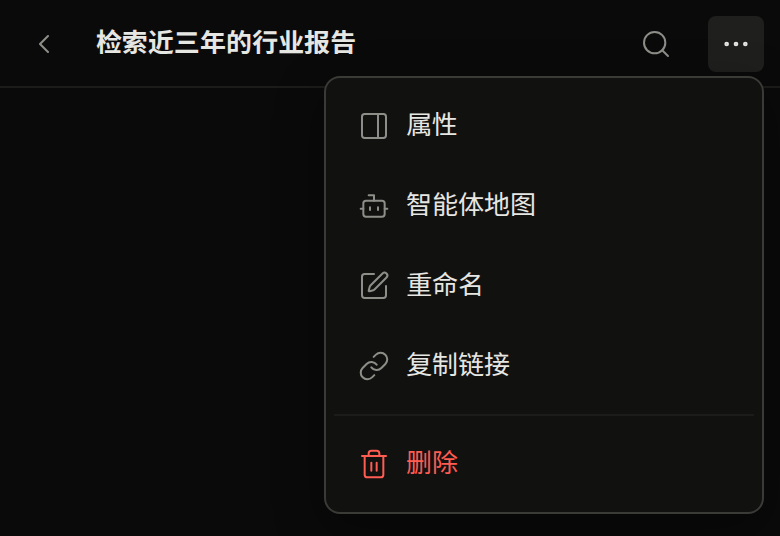 检索近三年的行业报告
属性
智能体地图
重命名
复制链接
删除